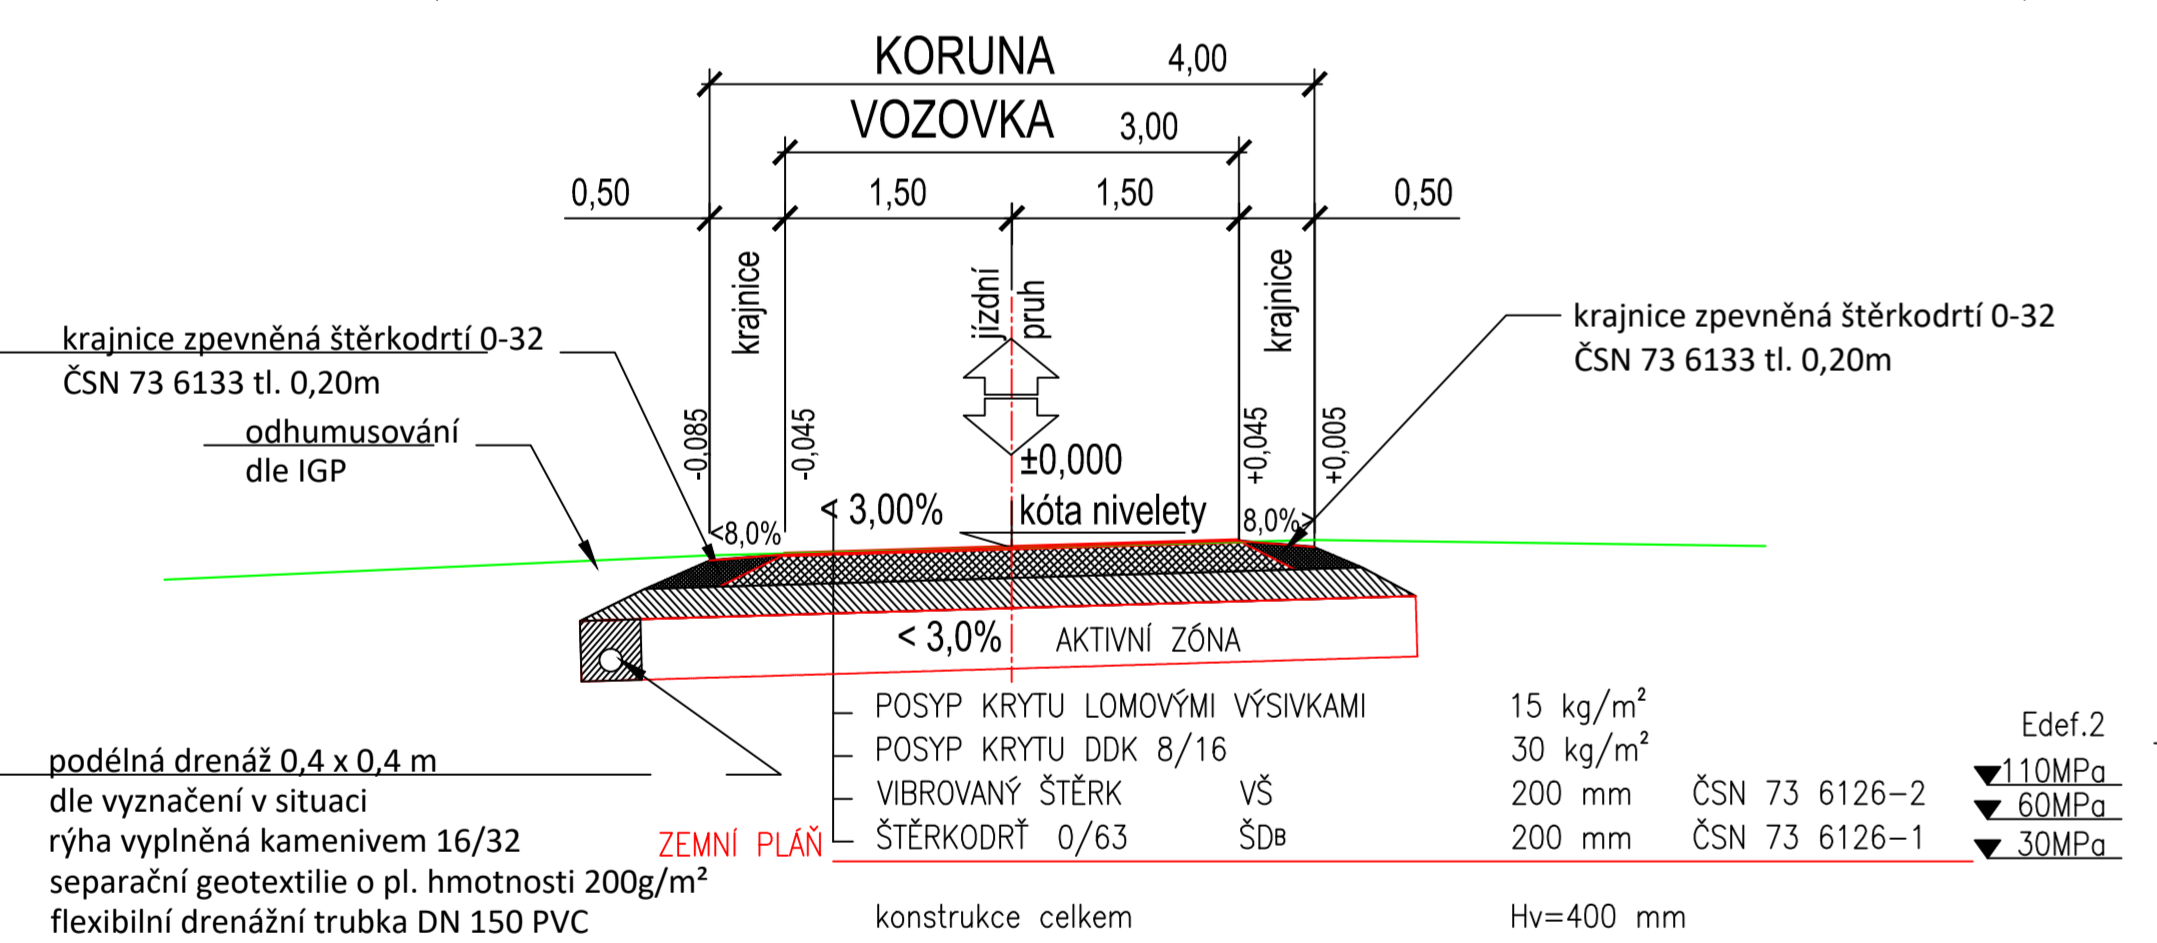 KORUNA 4,00
VOZOVKA 3,00
0,50 1,50 1,50 0,50
krajnice
jízdní
pruh
krajnice
krajnice zpevněná štěrkodrtí 0-32
ČSN 73 6133 tl. 0,20m
krajnice zpevněná štěrkodrtí 0-32
ČSN 73 6133 tl. 0,20m
odhumusování
dle IGP
-0,085
-0,045
+0,045
+0,005
±0,000
kóta nivelety
<8,0%
< 3,00%
8,0%>
< 3,0% AKTIVNÍ ZÓNA
POSYP KRYTU LOMOVÝMI VÝSIVKAMI 15 kg/m²
POSYP KRYTU DDK 8/16 30 kg/m²
VIBROVANÝ ŠTĚRK VŠ 200 mm ČSN 73 6126-2
ŠTĚRKODRŤ 0/63 ŠDB 200 mm ČSN 73 6126-1
Edef.2
110MPa
60MPa
30MPa
ZEMNÍ PLÁŇ
konstrukce celkem Hv=400 mm
podélná drenáž 0,4 x 0,4 m
dle vyznačení v situaci
rýha vyplněná kamenivem 16/32
separační geotextilie o pl. hmotnosti 200g/m²
flexibilní drenážní trubka DN 150 PVC